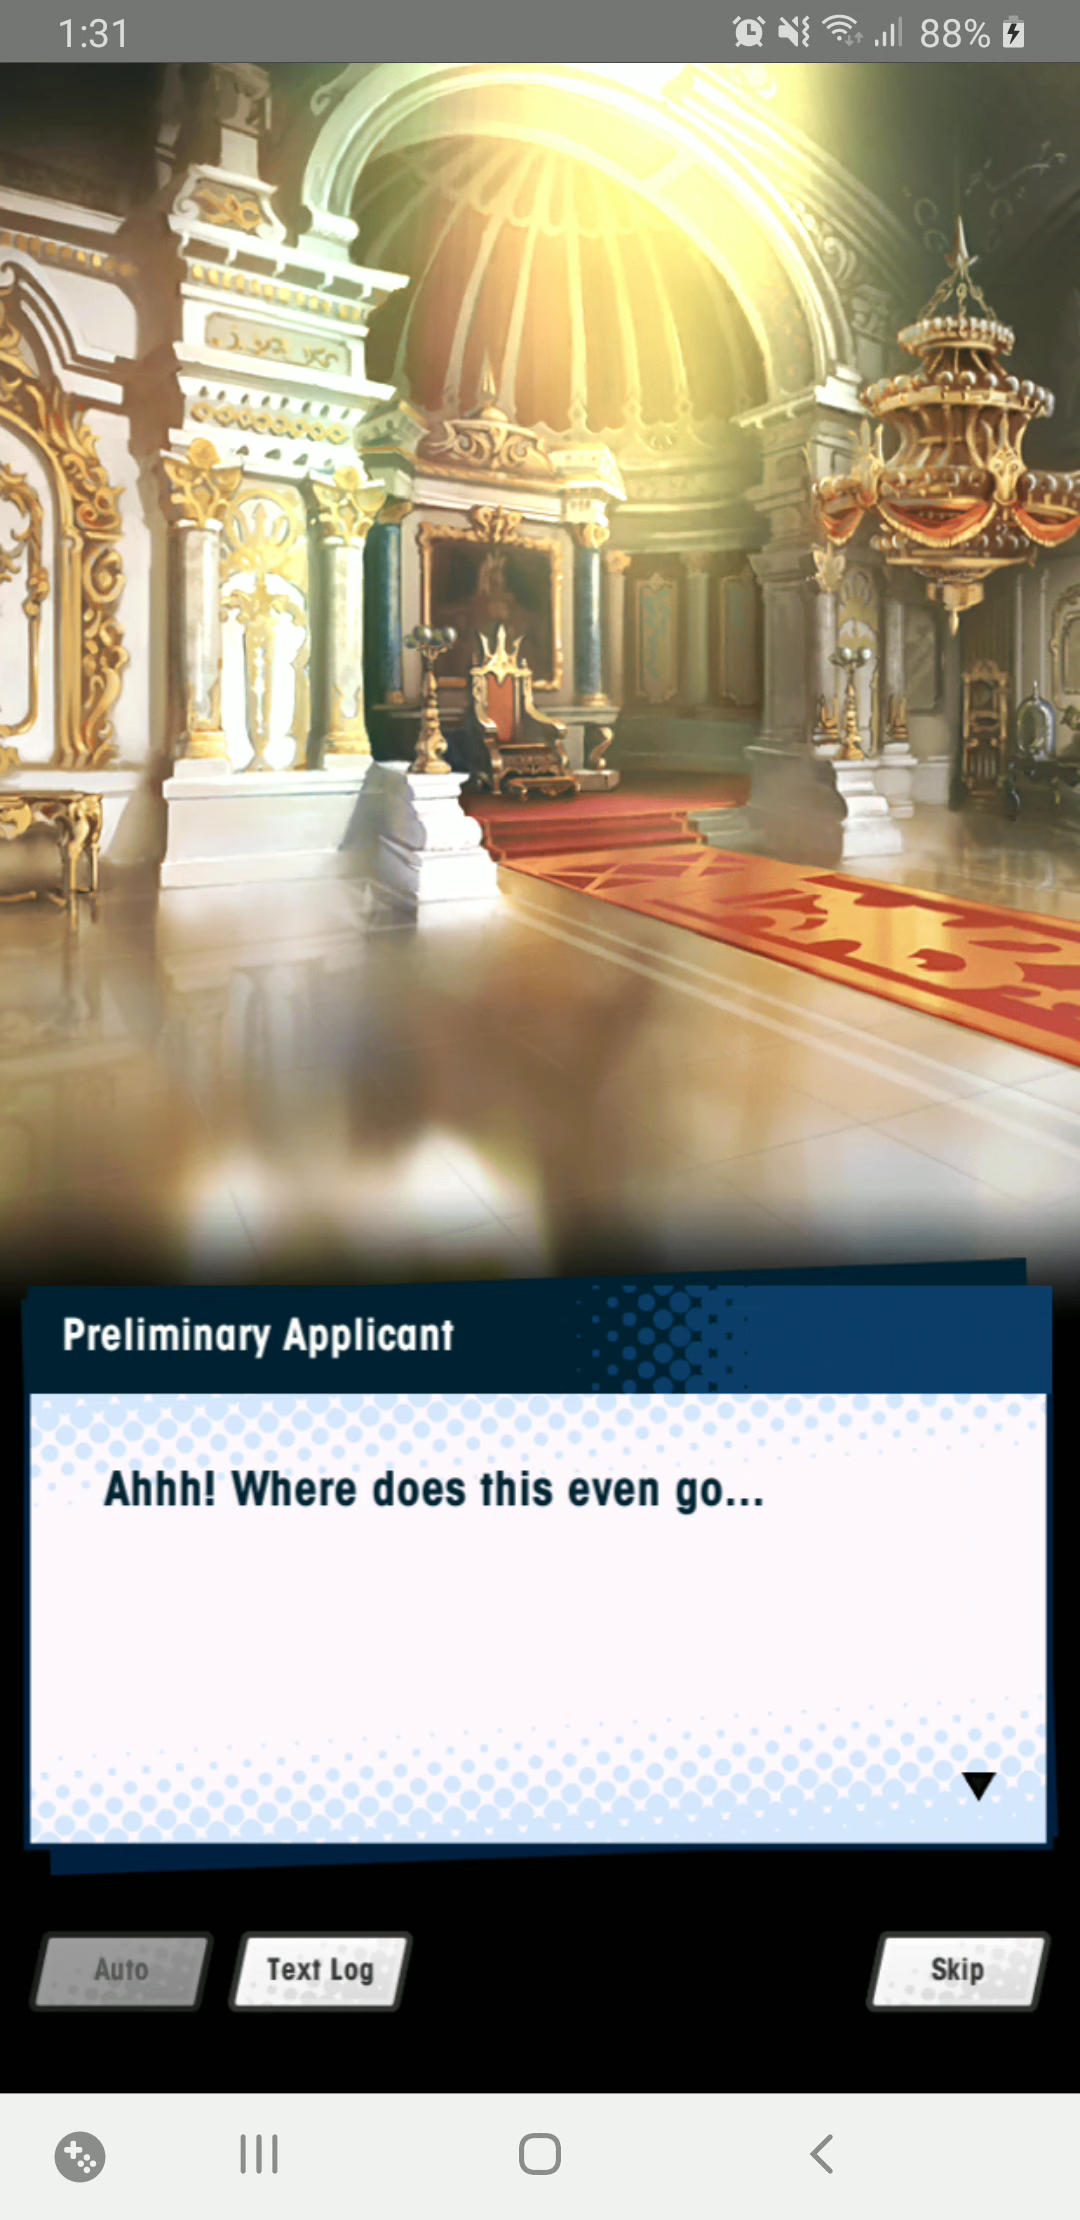 1:31
88%
Preliminary Applicant
Ahhh! Where does this even go...
Auto
Text Log
Skip